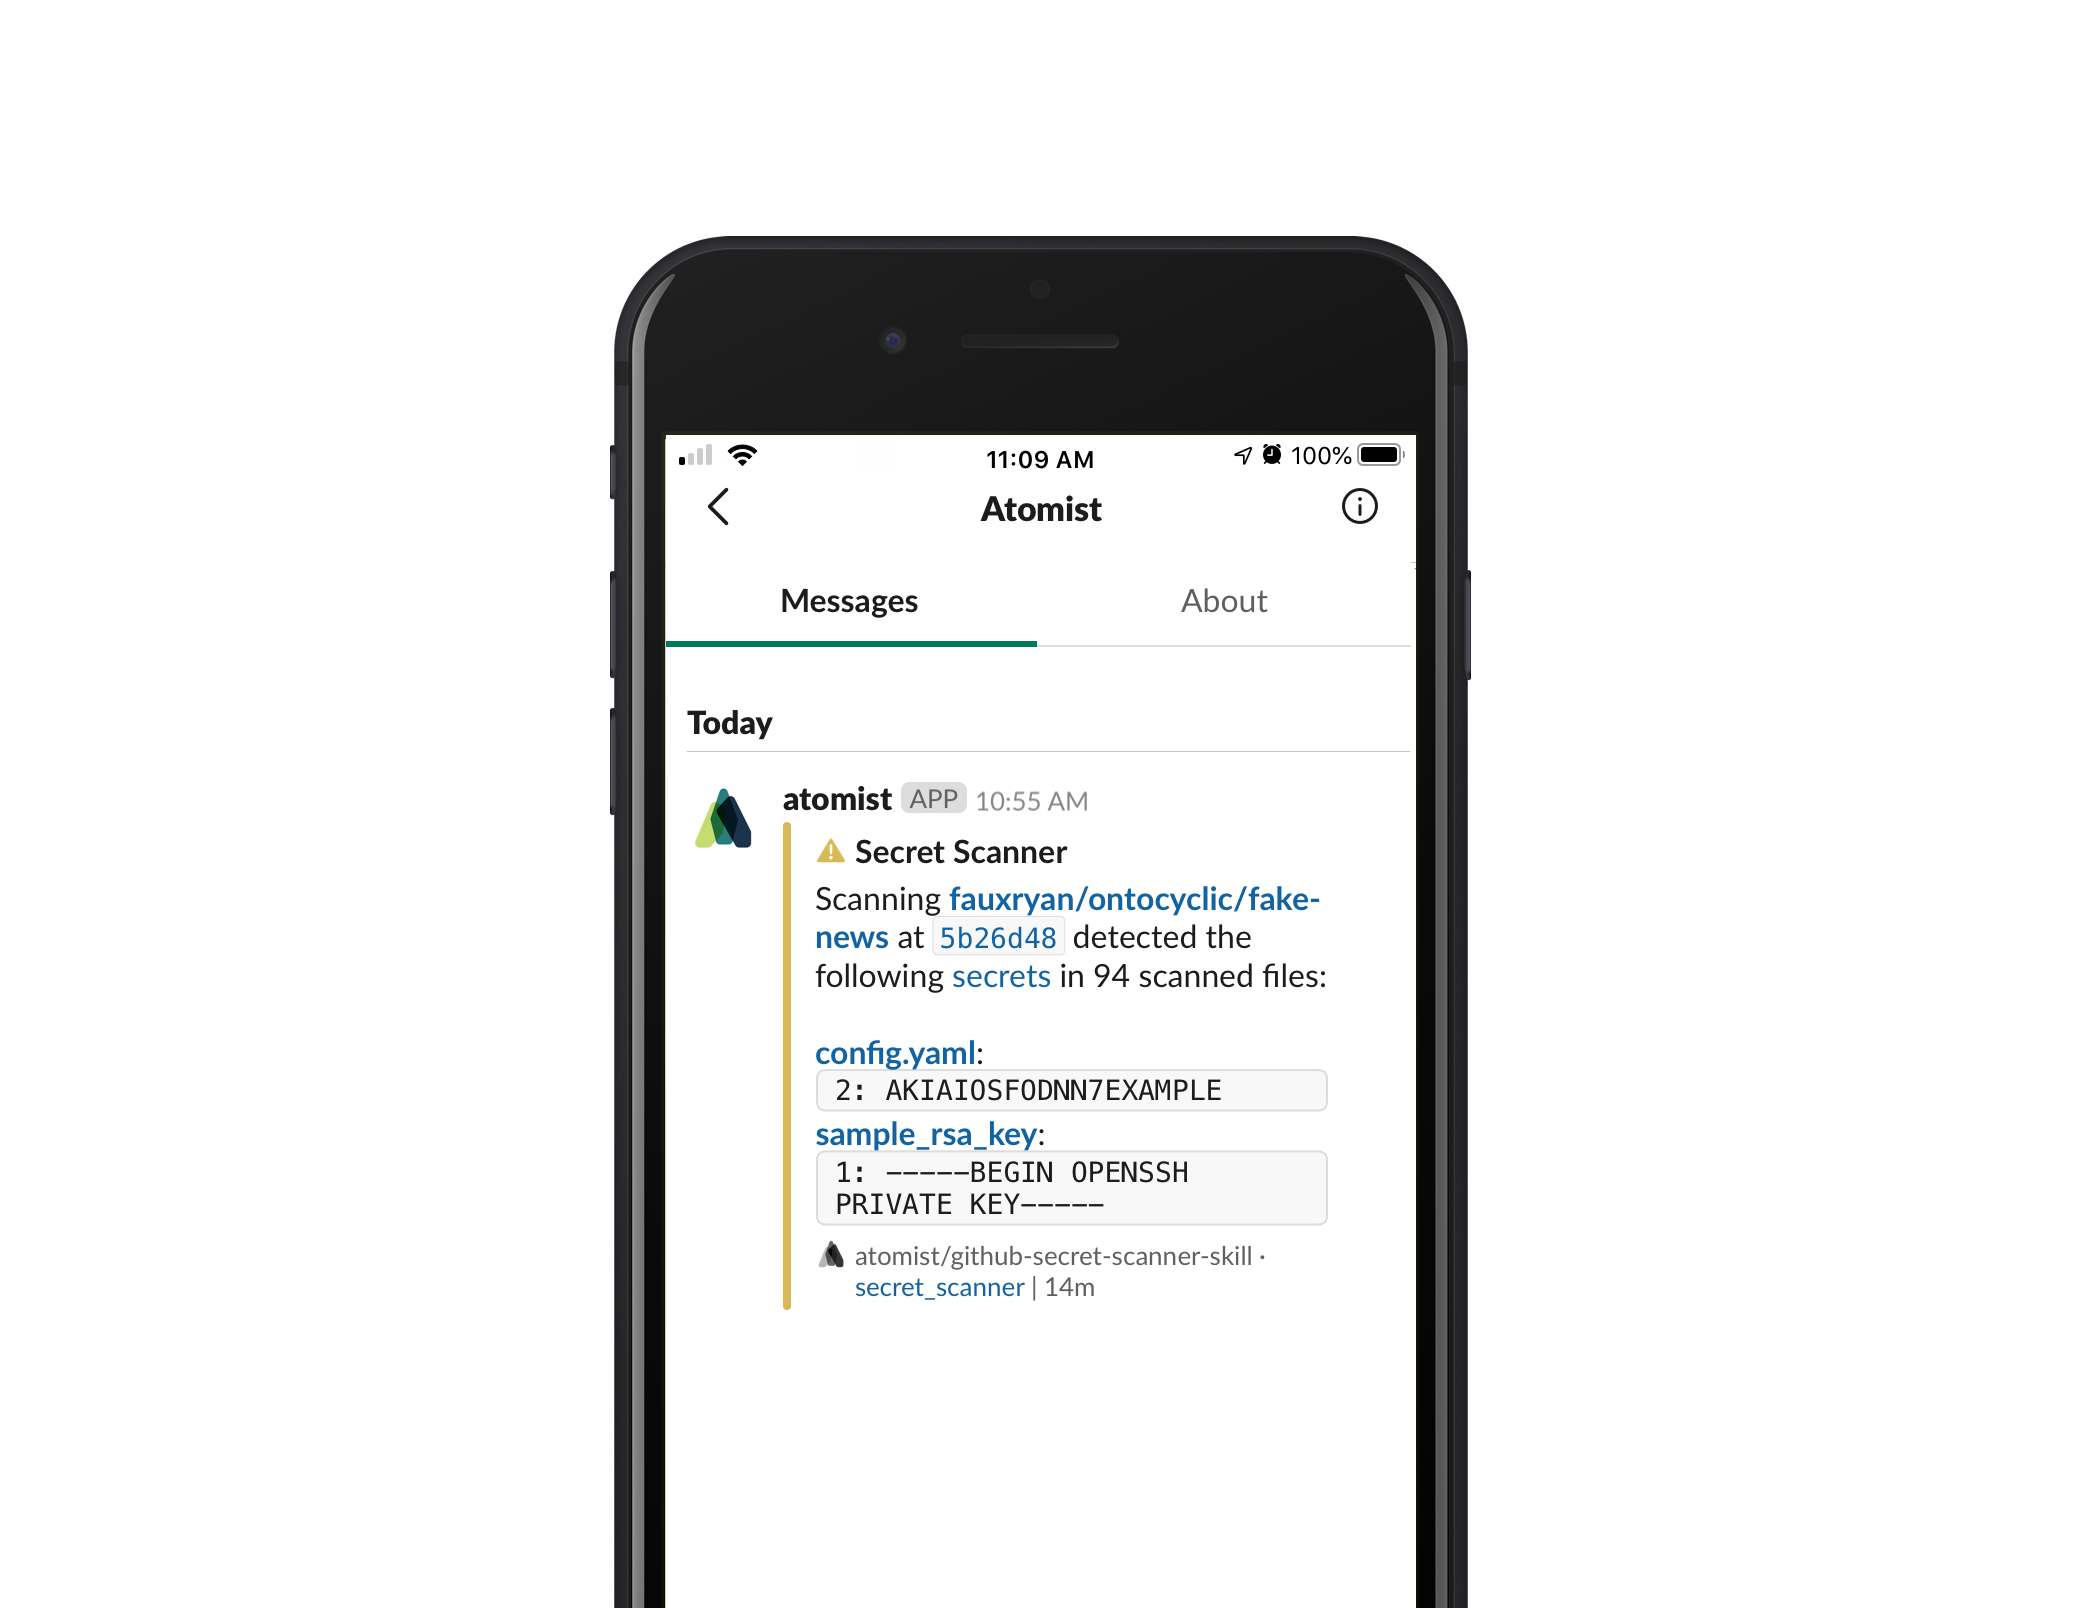 11:09 AM
100%
Atomist
Messages
About
Today
atomist APP 10:55 AM
Secret Scanner
Scanning fauxryan/ontocyclic/fake-
news at 5b26d48 detected the
following secrets in 94 scanned files:
config.yaml:
2: AKIAIOSFODNN7EXAMPLE
sample_rsa_key:
1: -----BEGIN OPENSSH
PRIVATE KEY-----
atomist/github-secret-scanner-skill ·
secret_scanner | 14m